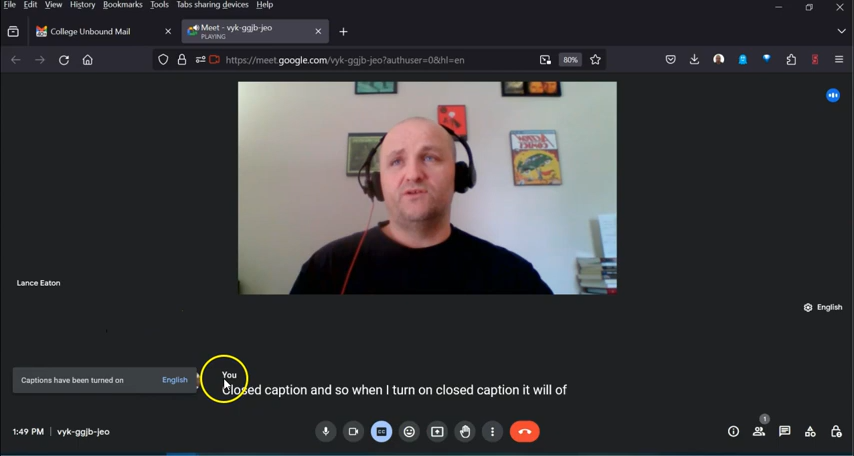 File Edit View History Bookmarks Tools Tabs sharing devices Help
College Unbound Mail
Meet - vyk-ggjb-jeo
PLAYING
https://meet.google.com/vyk-ggjb-jeo?authuser=0&hl=en
80%
Lance Eaton
English
You
Captions have been turned on English
Closed caption and so when I turn on closed caption it will of
1
1:49 PM | vyk-ggjb-jeo
CC